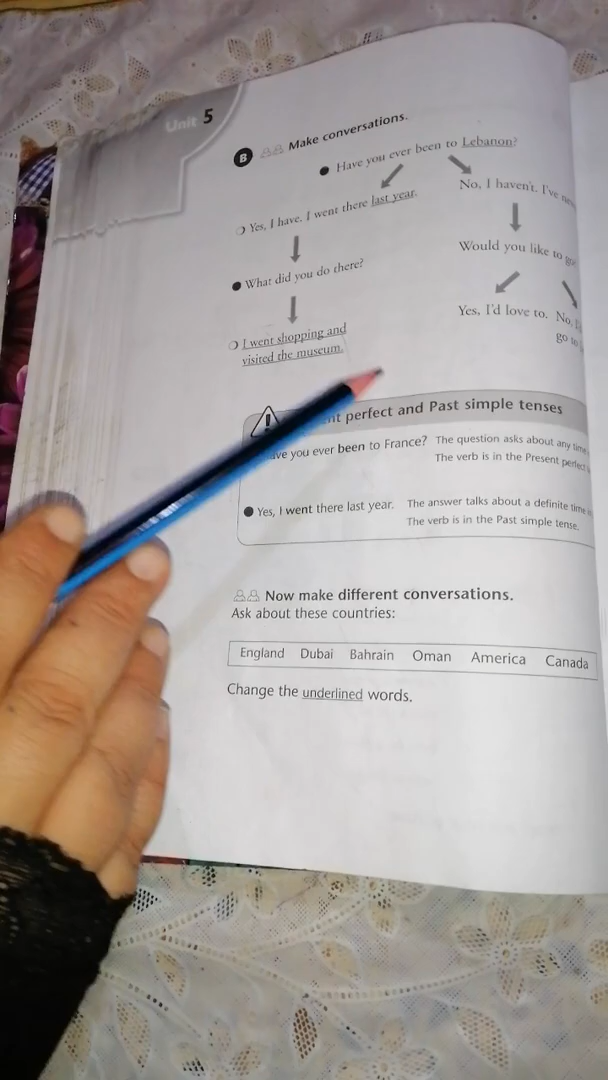 Unit 5
B Make conversations.
Have you ever been to Lebanon?
Yes, I have. I went there last year.
No, I haven't. I've
What did you do there?
Would you like to
I went shopping and
visited the museum.
Yes, I'd love to.
No,
go to
perfect and Past simple tenses
you ever been to France?
The question asks about any time
The verb is in the Present perfect
Yes, I went there last year.
The answer talks about a definite time
The verb is in the Past simple tense.
Now make different conversations.
Ask about these countries:
England Dubai Bahrain Oman America Canada
Change the underlined words.